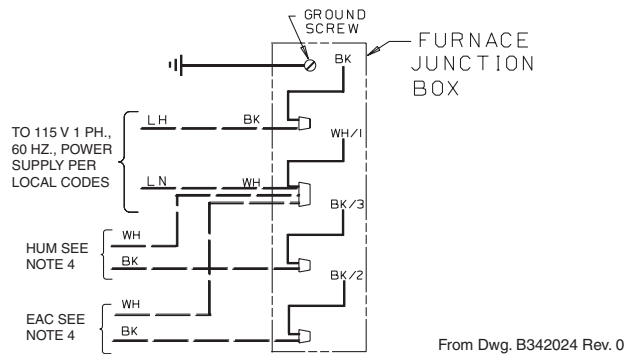 GROUND
SCREW
FURNACE
JUNCTION
BOX
BK
LH
BK
TO 115 V 1 PH.,
60 HZ., POWER
SUPPLY PER
LOCAL CODES
WH/1
LN
WH
BK/3
WH
HUM SEE
NOTE 4
BK
BK/2
WH
EAC SEE
NOTE 4
BK
From Dwg. B342024 Rev. 0